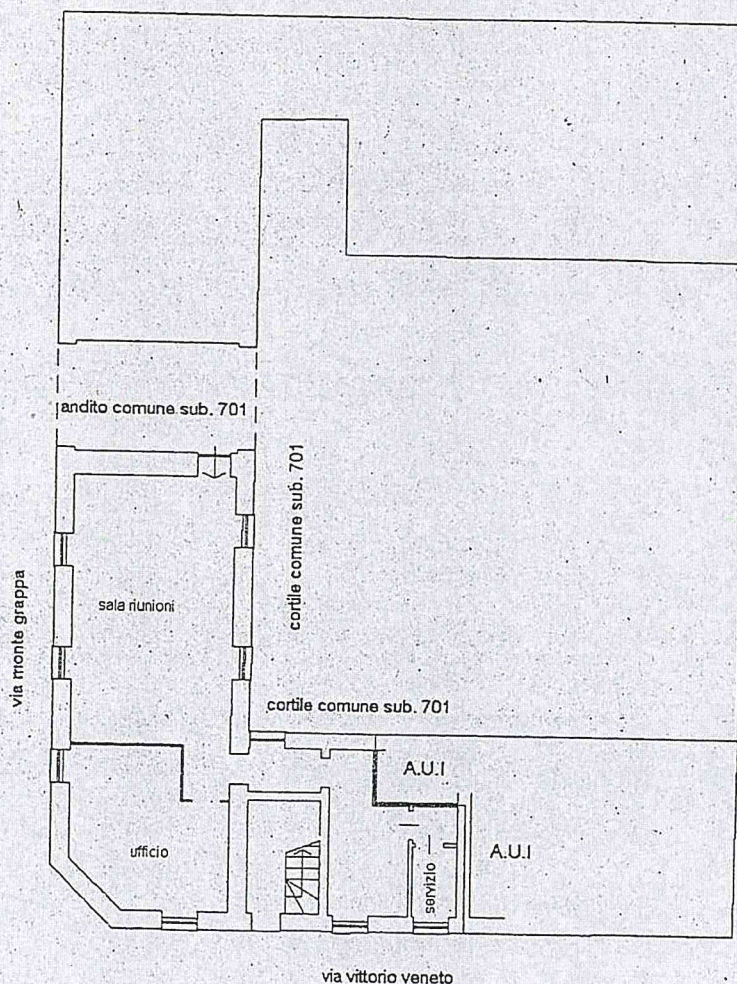 andito comune sub. 701
cortile comune sub. 701
via monte grappa
sala riunioni
cortile comune sub. 701
A.U.I
ufficio
A.U.I
servizio
via vittorio veneto